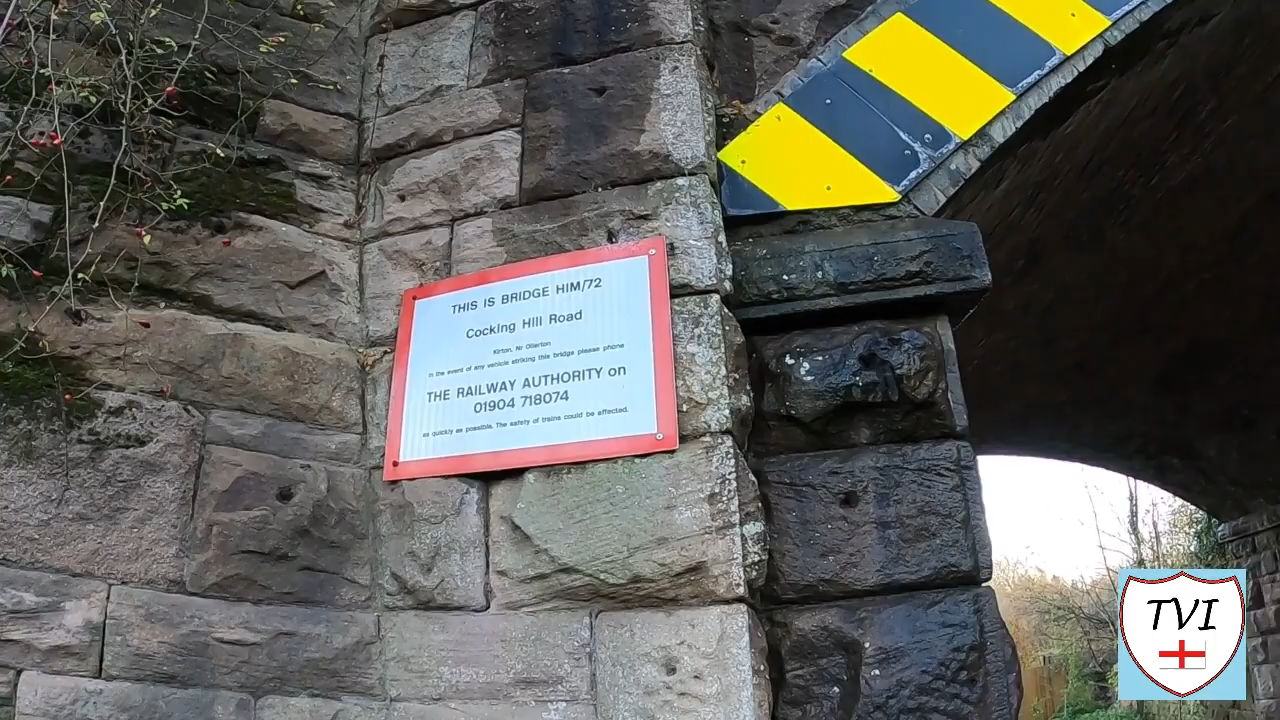 THIS IS BRIDGE HIM/72
Cocking Hill Road
Kirton, Nr Ollerton
In the event of any vehicle striking this bridge please phone
THE RAILWAY AUTHORITY on
01904 718074
as quickly as possible. The safety of trains could be affected.
TVI